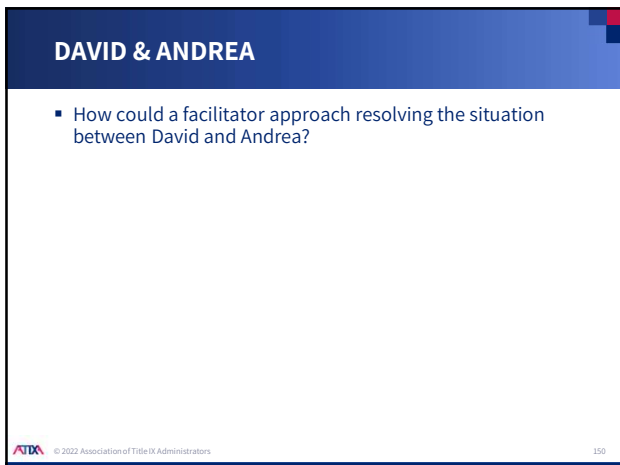 DAVID & ANDREA
▪ How could a facilitator approach resolving the situation
between David and Andrea?
ATIXA © 2022 Association of Title IX Administrators
150